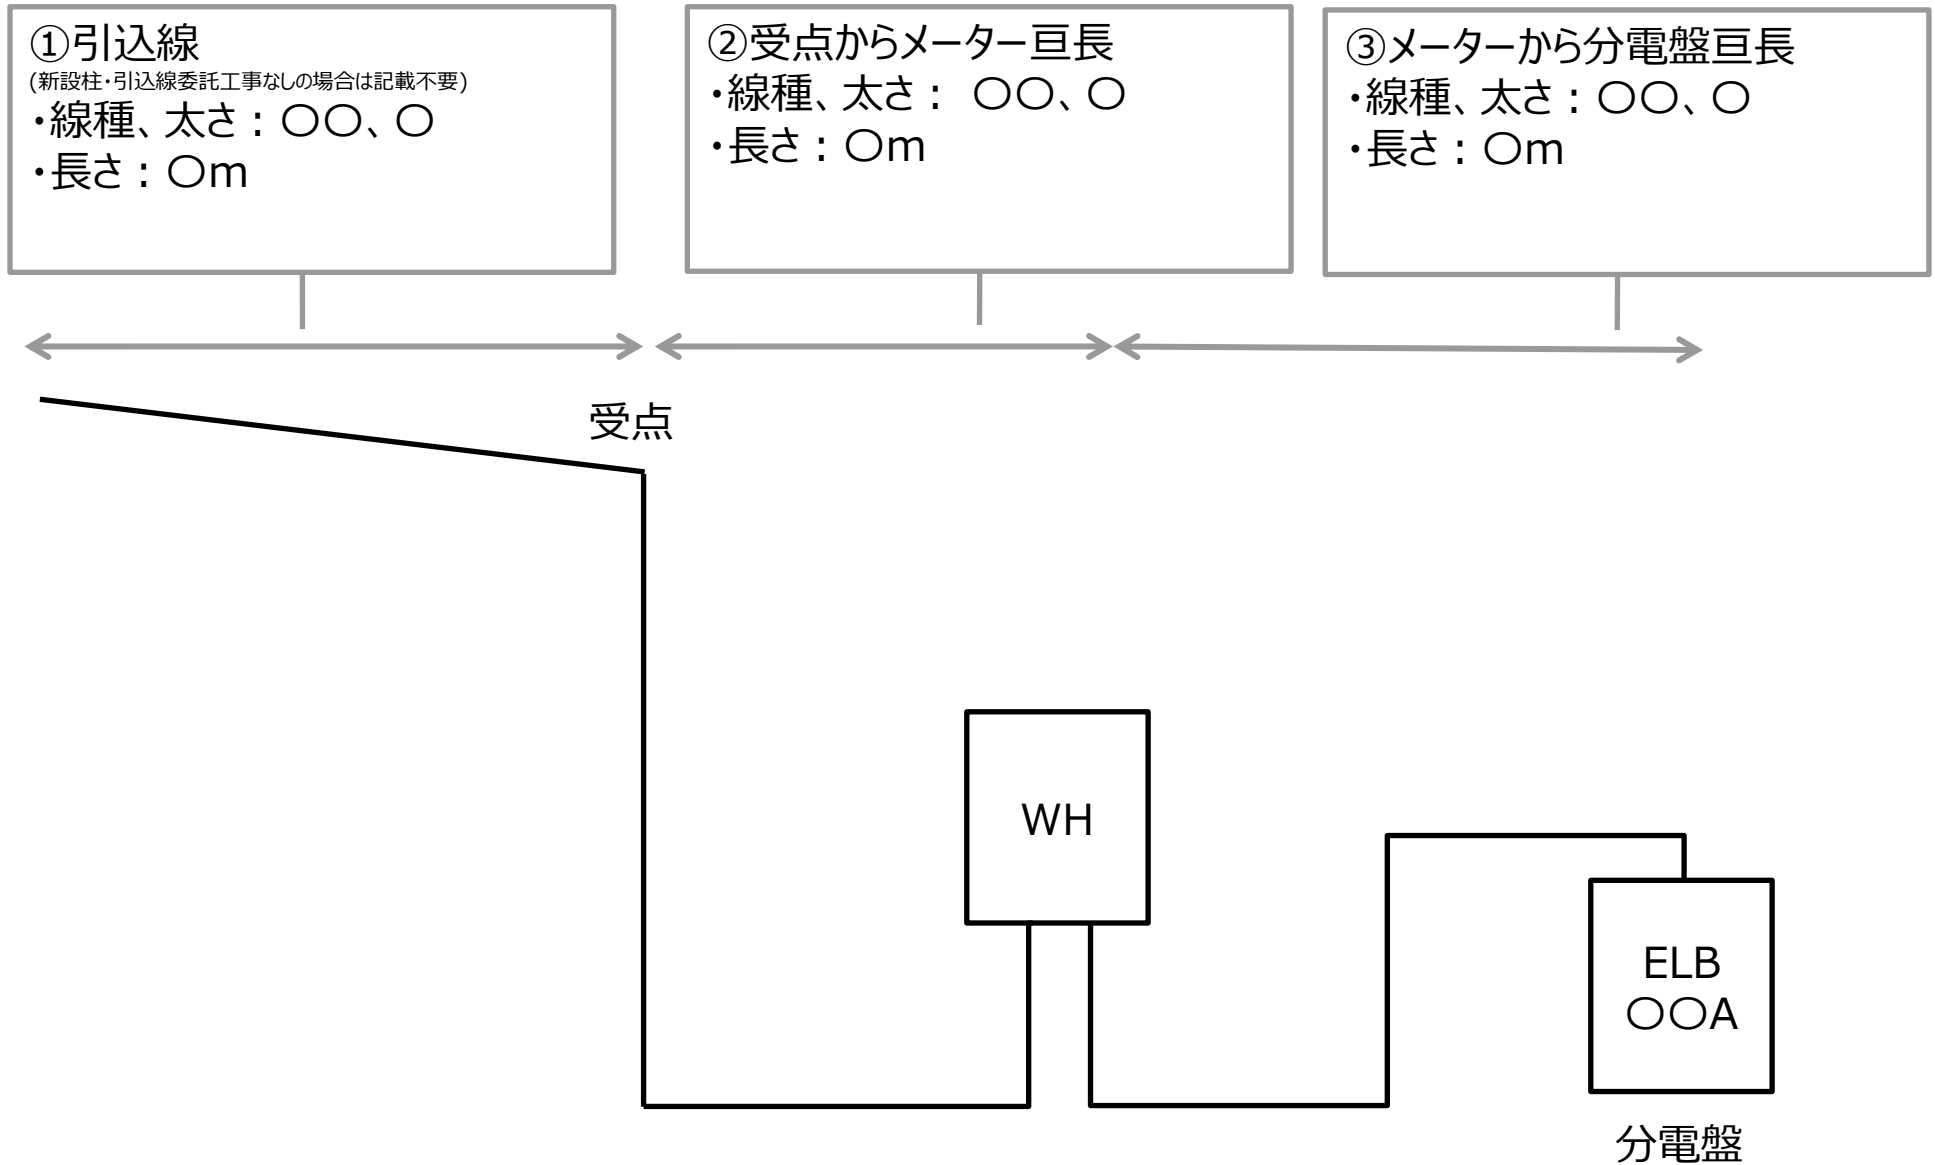 ①引込線
(新設柱・引込線委託工事なしの場合は記載不要)
・線種、太さ：〇〇、〇
・長さ：〇m
②受点からメーター亘長
・線種、太さ： 〇〇、〇
・長さ：〇m
③メーターから分電盤亘長
・線種、太さ：〇〇、〇
・長さ：〇m
受点
WH
ELB
〇〇A
分電盤